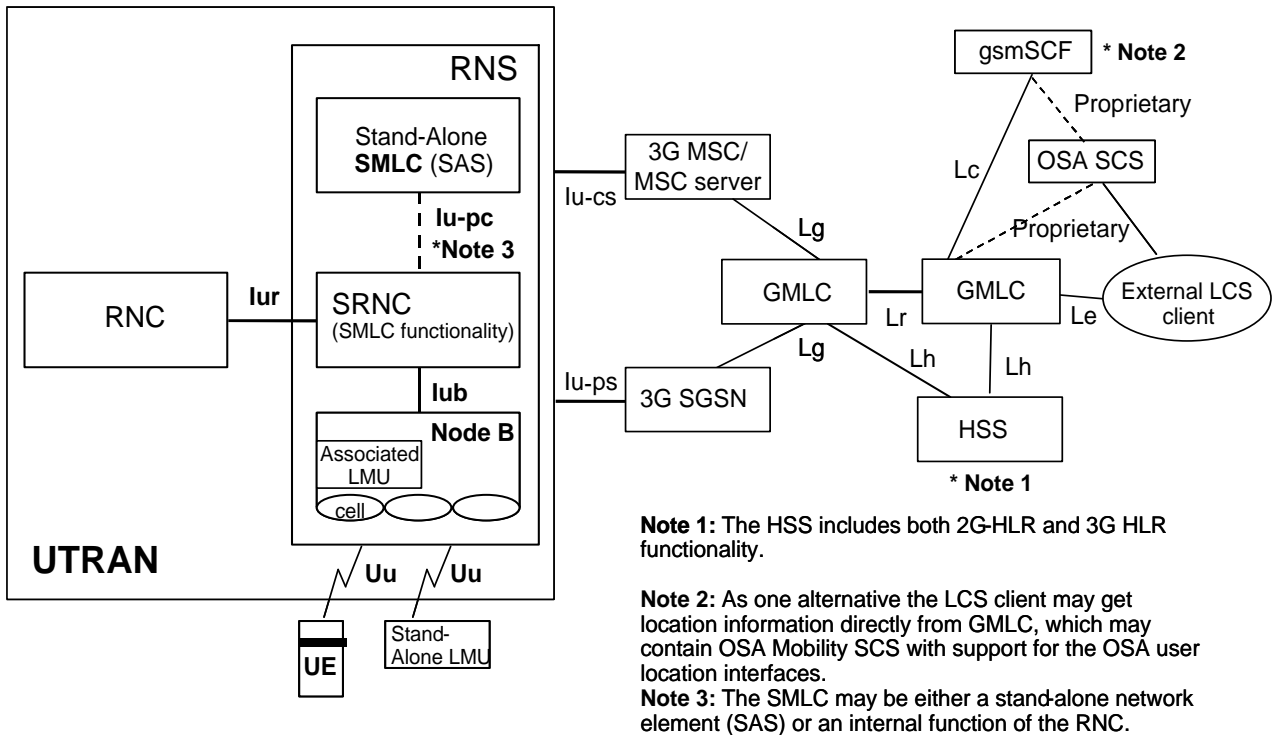 RNS
Stand-Alone
SMLC (SAS)
Iu-pc
*Note 3
RNC
Iur
SRNC
(SMLC functionality)
Iub
Node B
Associated
LMU
cell
UTRAN
Uu
Uu
UE
Stand-
Alone LMU
Iu-cs
Iu-ps
3G MSC/
MSC server
3G SGSN
Lg
Lg
GMLC
Lr
GMLC
Lh
Lh
HSS
* Note 1
gsmSCF
* Note 2
Proprietary
OSA SCS
Lc
Proprietary
Le
External LCS
client
Note 1: The HSS includes both 2G-HLR and 3G HLR
functionality.
Note 2: As one alternative the LCS client may get
location information directly from GMLC, which may
contain OSA Mobility SCS with support for the OSA user
location interfaces.
Note 3: The SMLC may be either a stand-alone network
element (SAS) or an internal function of the RNC.